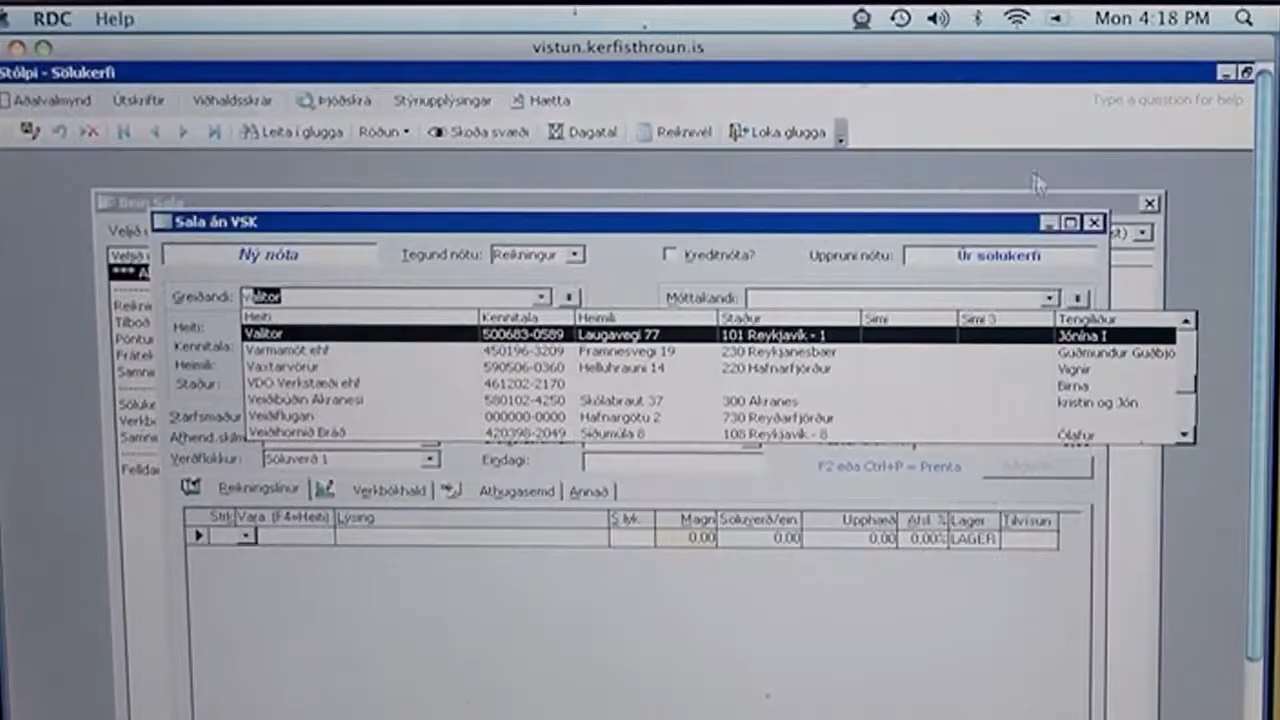 RDC Help Mon 4:18 PM
vistun.kerfisthroun.is
Stólpi - Sölukerfi
Aðalvalmynd Útskriftir Viðhaldsskrár Þjóðskrá Stýriupplýsingar Hætta Type a question for help
Leita í glugga Röðun Skoða svæði Dagatal Reiknivél Loka glugga
Bein Sala
Sala án VSK
Ný nóta Tegund nótu: Reikningur Kreditnóta? Uppruni nótu: Úr sölukerfi
Greiðandi: Valitor Móttakandi:
Heiti Kennitala Heimili Staður Sími Sími 3 Tengiliður
Heiti: Valitor 500683-0589 Laugavegi 77 101 Reykjavík - 1 Jónína I
Kennitala: Varmamót ehf 450196-3209 Framnesvegi 19 230 Reykjanesbær Guðmundur Guðbjö
Heimili: Vaxtarvörur 590506-0360 Helluhrauni 14 220 Hafnarfjörður Vignir
Staður: VDO Verkstæði ehf 461202-2170 Birna
Veiðibúðin Akranesi 580102-4250 Skólabraut 37 300 Akranes kristin og Jón
Starfsmaður Veiðiflugan 000000-0000 Hafnargötu 2 730 Reyðarfjörður
Afhend.skilm Veiðihornið Bráð 420398-2049 Síðumúla 8 108 Reykjavík - 8 Ólafur
Verðflokkur: Söluverð 1 Eindagi: F2 eða Ctrl+P = Prenta
Reikningslínur Verkbókhald Athugasemd Annað
Strik Vara (F4=Heiti) Lýsing S.lyk. Magn Söluverð/ein. Upphæð Afsl. % Lager Tilvísun
0.00 0.00 0.00 0.00% LAGER